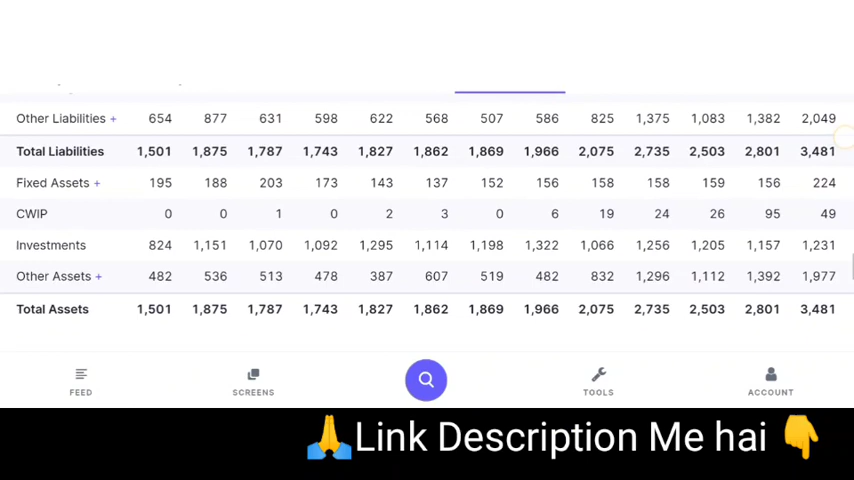 Other Liabilities + 654 877 631 598 622 568 507 586 825 1,375 1,083 1,382 2,049
Total Liabilities 1,501 1,875 1,787 1,743 1,827 1,862 1,869 1,966 2,075 2,735 2,503 2,801 3,481
Fixed Assets + 195 188 203 173 143 137 152 156 158 158 159 156 224
CWIP 0 0 1 0 2 3 0 6 19 24 26 95 49
Investments 824 1,151 1,070 1,092 1,295 1,114 1,198 1,322 1,066 1,256 1,205 1,157 1,231
Other Assets + 482 536 513 478 387 607 519 482 832 1,296 1,112 1,392 1,977
Total Assets 1,501 1,875 1,787 1,743 1,827 1,862 1,869 1,966 2,075 2,735 2,503 2,801 3,481
FEED SCREENS TOOLS ACCOUNT
🙏Link Description Me hai 👇